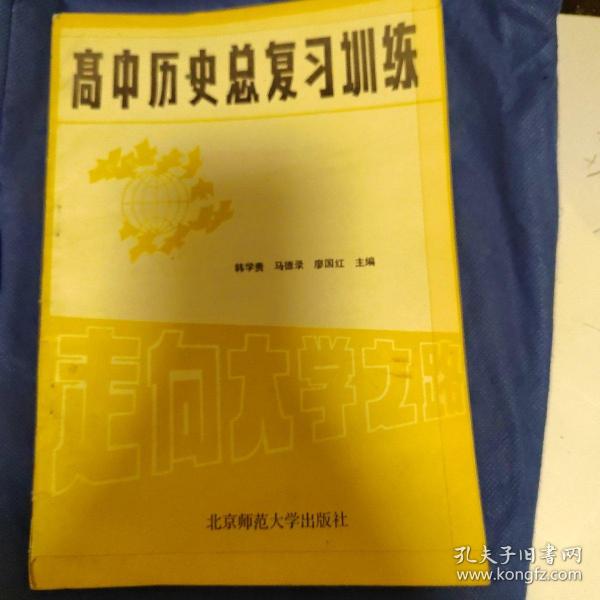 高中历史总复习训练
韩学贵 马德录 廖国红 主编
走向大学之路
北京师范大学出版社
孔夫子旧书网
www.kongfz.com